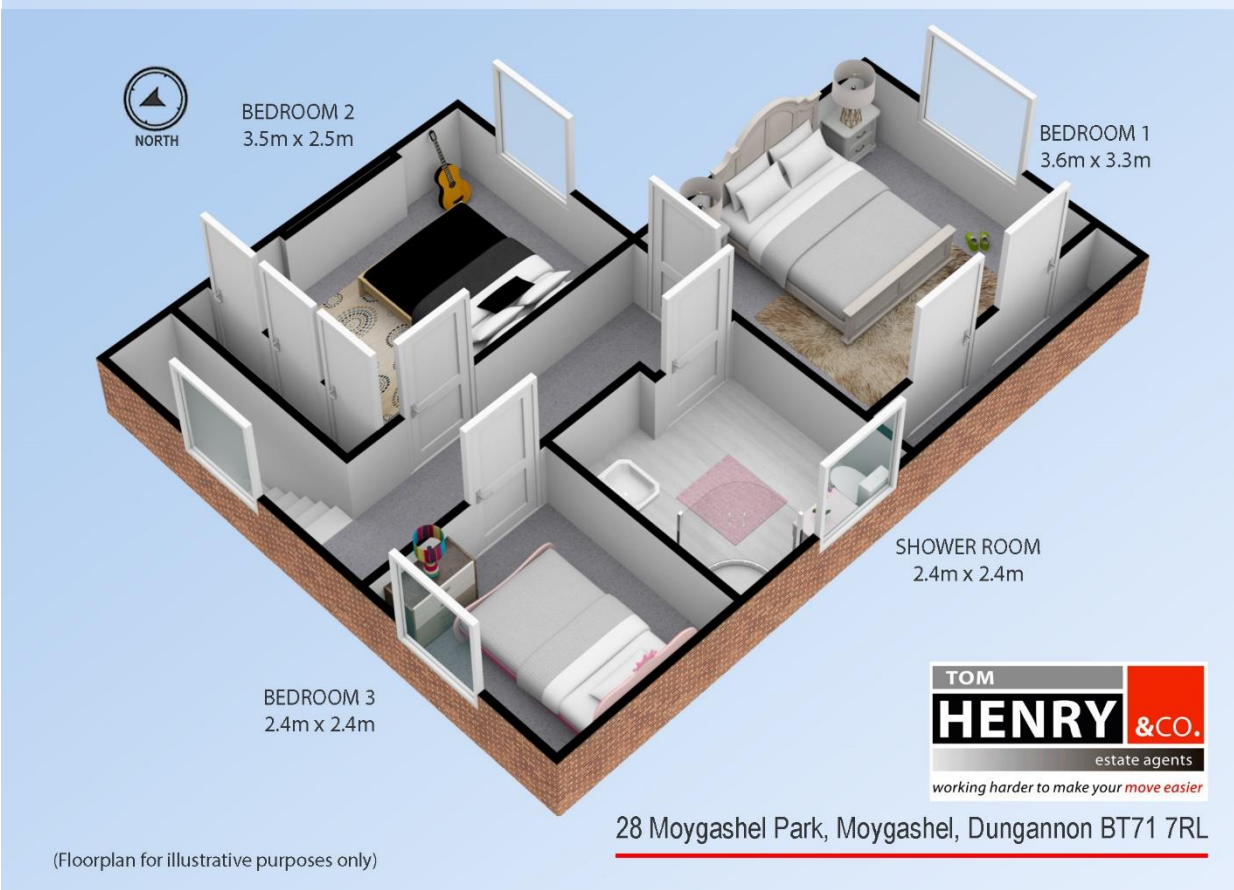 NORTH
BEDROOM 2
3.5m x 2.5m
BEDROOM 1
3.6m x 3.3m
SHOWER ROOM
2.4m x 2.4m
BEDROOM 3
2.4m x 2.4m
TOM
HENRY &CO.
estate agents
working harder to make your move easier
28 Moygashel Park, Moygashel, Dungannon BT71 7RL
(Floorplan for illustrative purposes only)